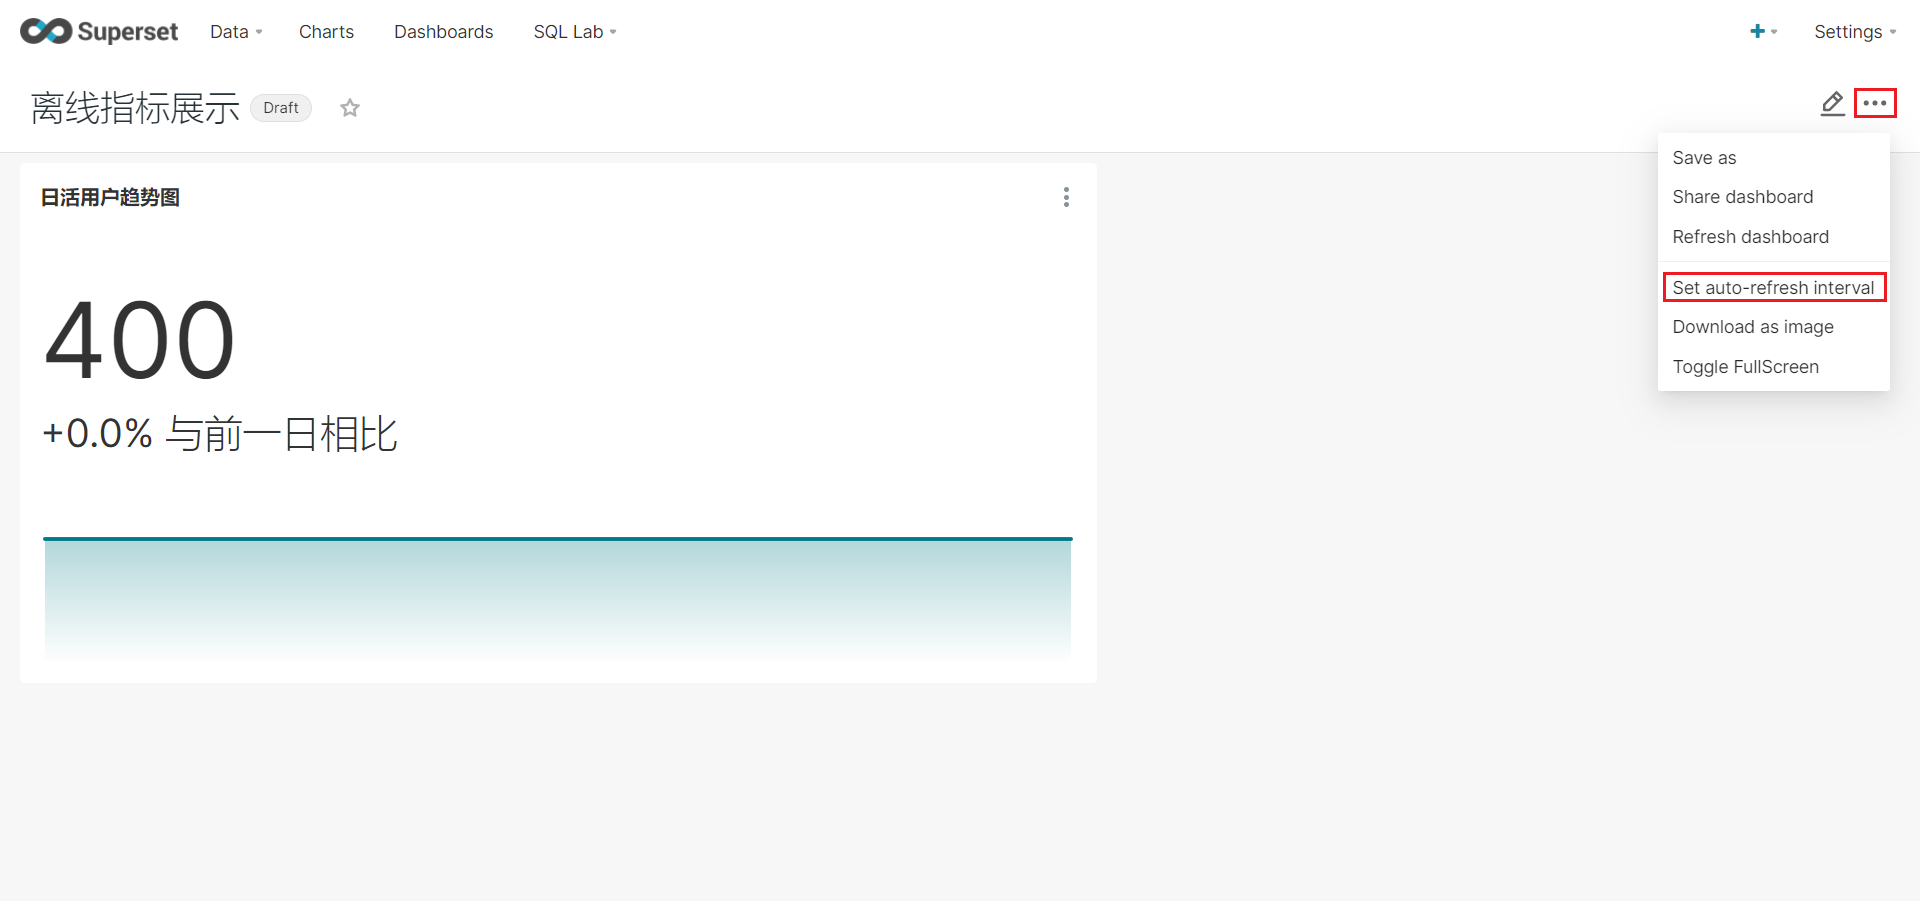 Superset Data Charts Dashboards SQL Lab + Settings
离线指标展示 Draft
Save as
Share dashboard
Refresh dashboard
Set auto-refresh interval
Download as image
Toggle FullScreen
日活用户趋势图
400
+0.0% 与前一日相比